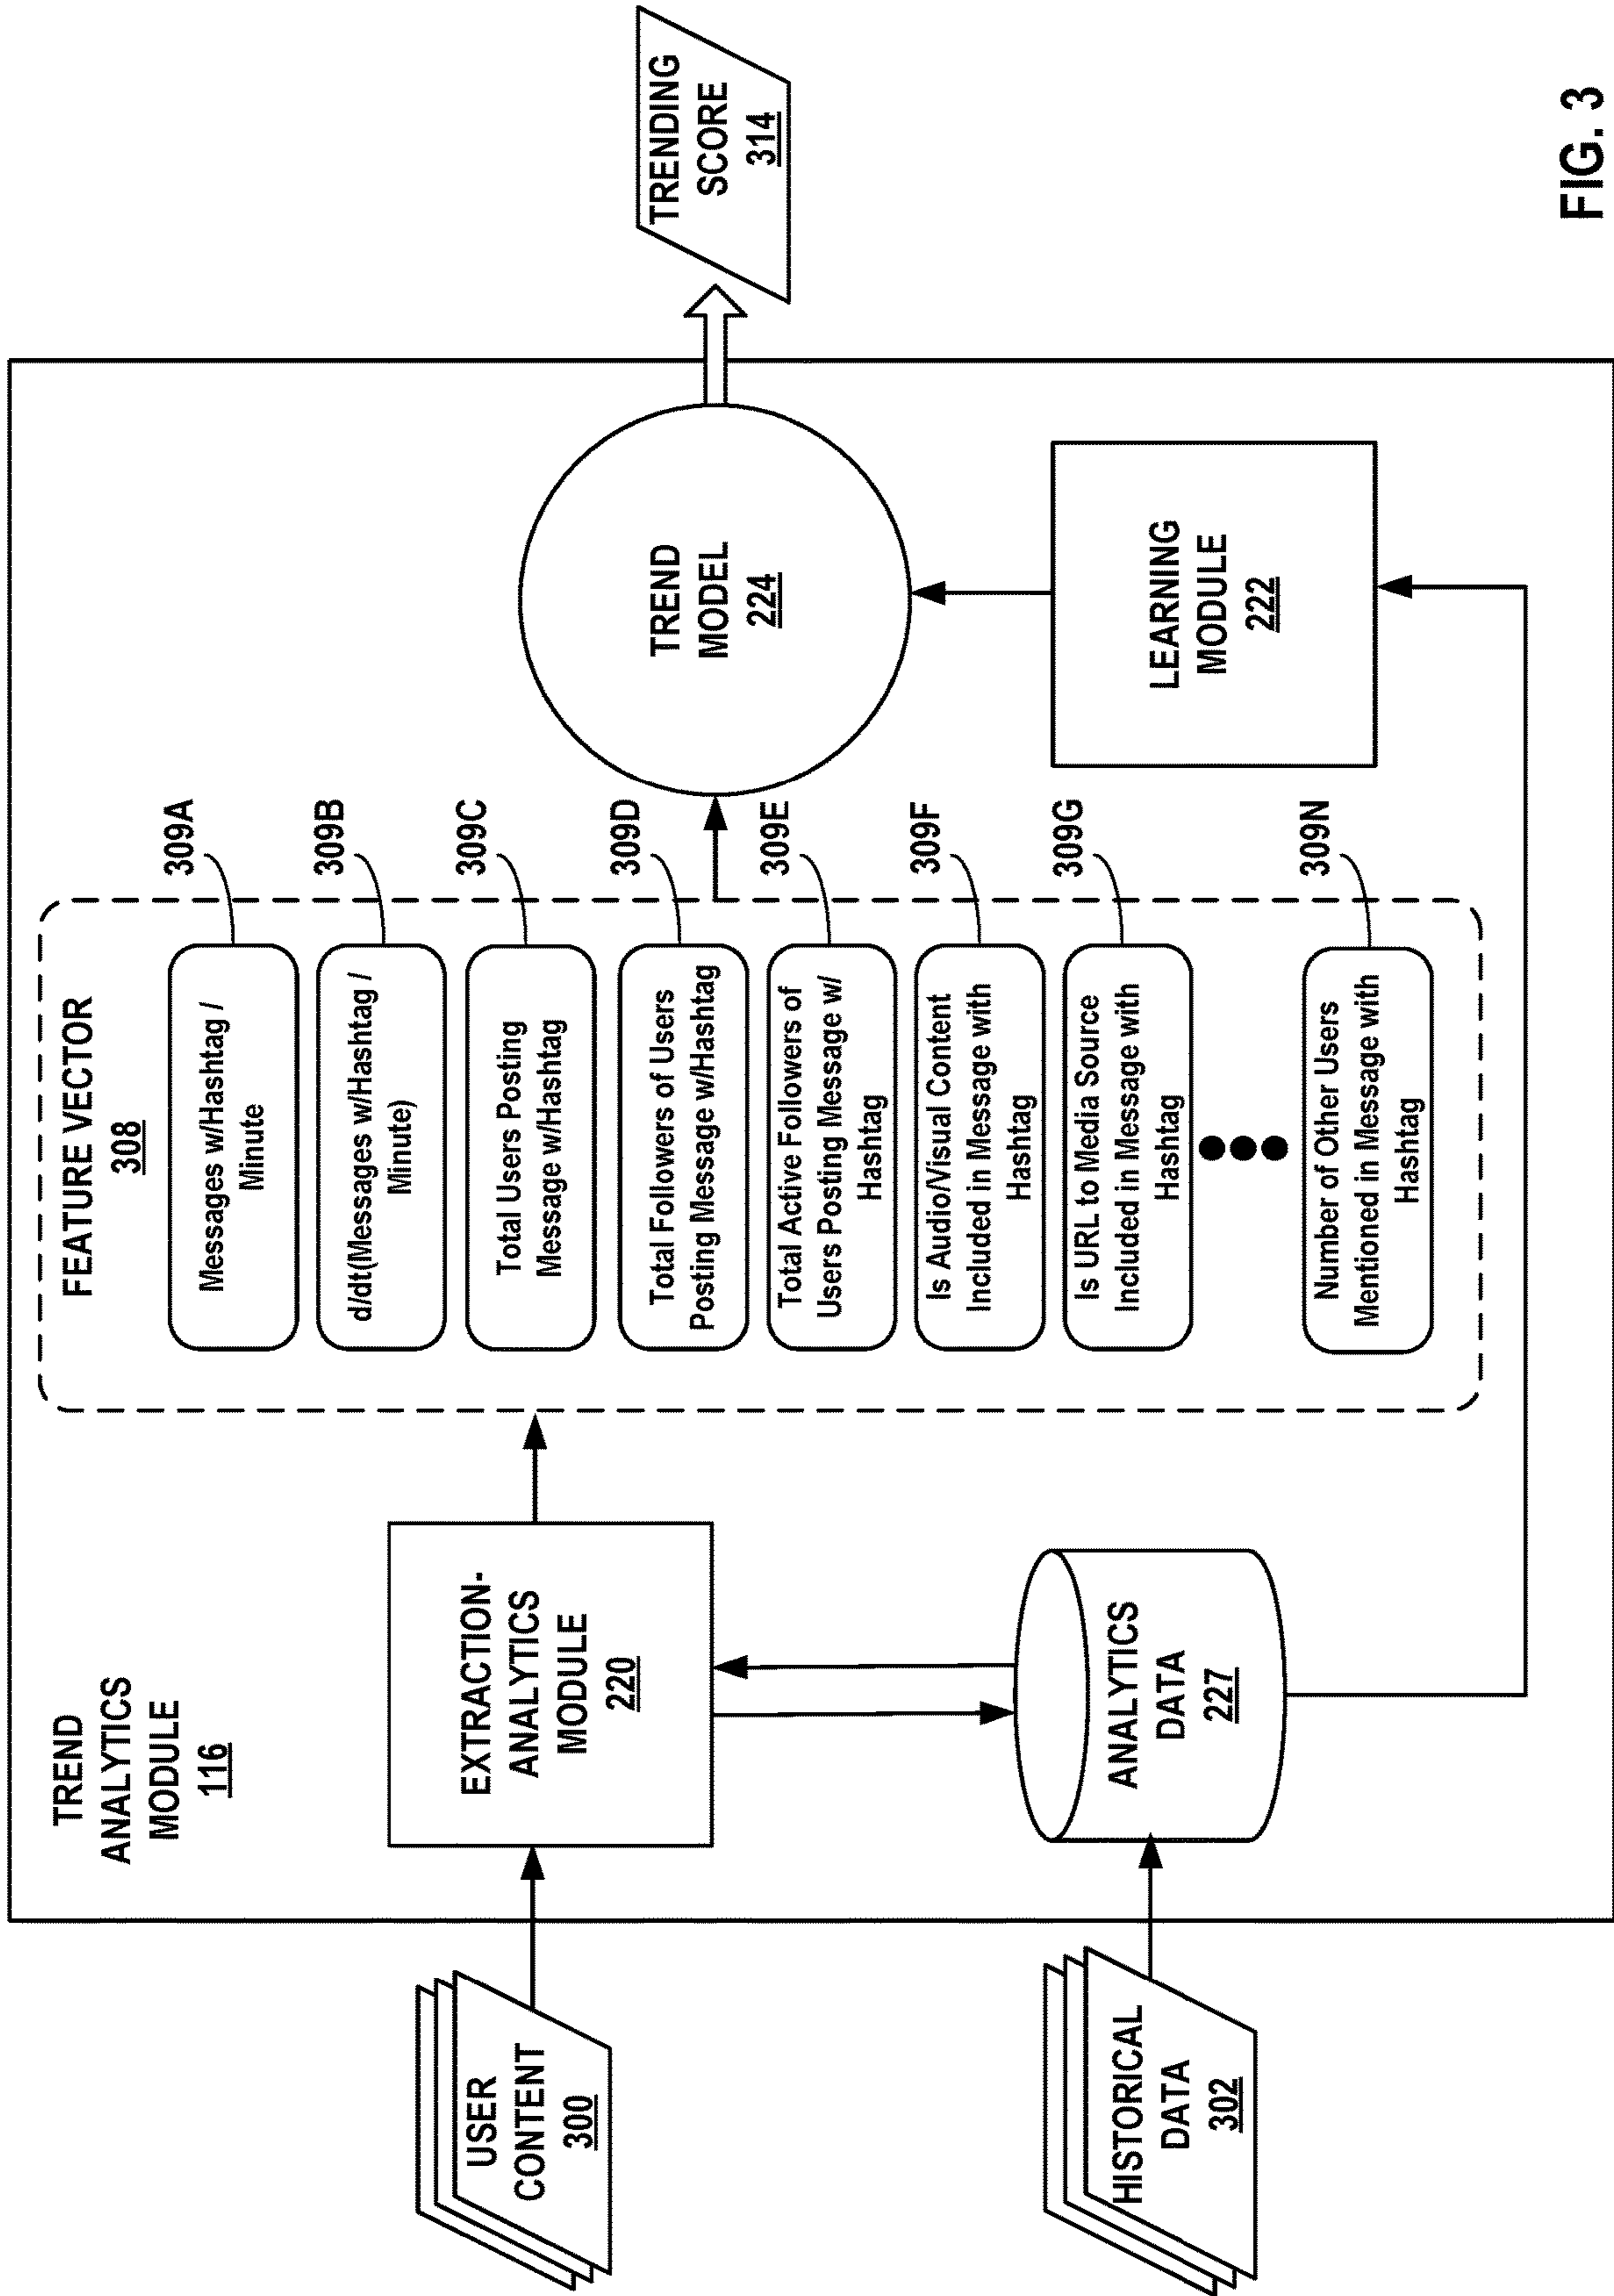 TREND
ANALYTICS
MODULE
116
USER
CONTENT
300
HISTORICAL
DATA
302
EXTRACTION-
ANALYTICS
MODULE
220
ANALYTICS
DATA
227
FEATURE VECTOR
308
Messages w/Hashtag /
Minute
309A
d/dt(Messages w/Hashtag /
Minute)
309B
Total Users Posting
Message w/Hashtag
309C
Total Followers of Users
Posting Message w/Hashtag
309D
Total Active Followers of
Users Posting Message w/
Hashtag
309E
Is Audio/Visual Content
Included in Message with
Hashtag
309F
Is URL to Media Source
Included in Message with
Hashtag
309G
Number of Other Users
Mentioned in Message with
Hashtag
309N
TREND
MODEL
224
LEARNING
MODULE
222
TRENDING
SCORE
314
FIG. 3